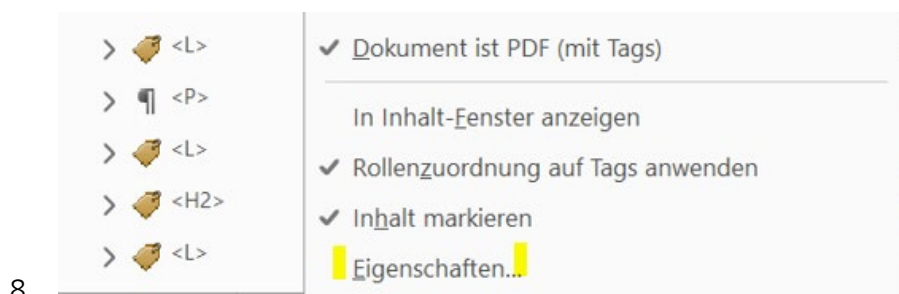 <L>
<P>
<L>
<H2>
<L>
Dokument ist PDF (mit Tags)
In Inhalt-Fenster anzeigen
Rollenzuordnung auf Tags anwenden
Inhalt markieren
Eigenschaften...
8